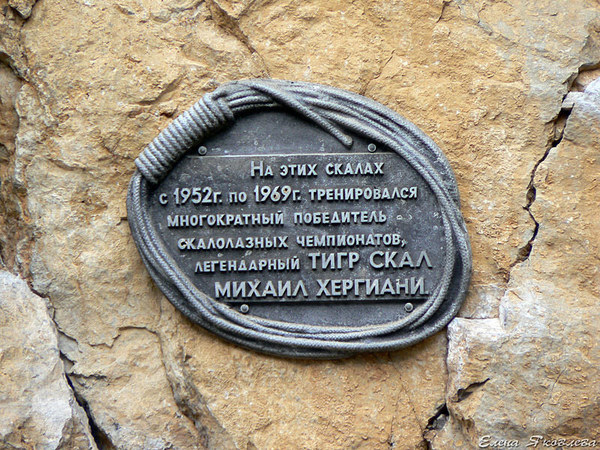 На этих скалах
с 1952г. по 1969г. тренировался
многократный победитель
скалолазных чемпионатов,
легендарный ТИГР СКАЛ
МИХАИЛ ХЕРГИАНИ.
Елена Яковлева